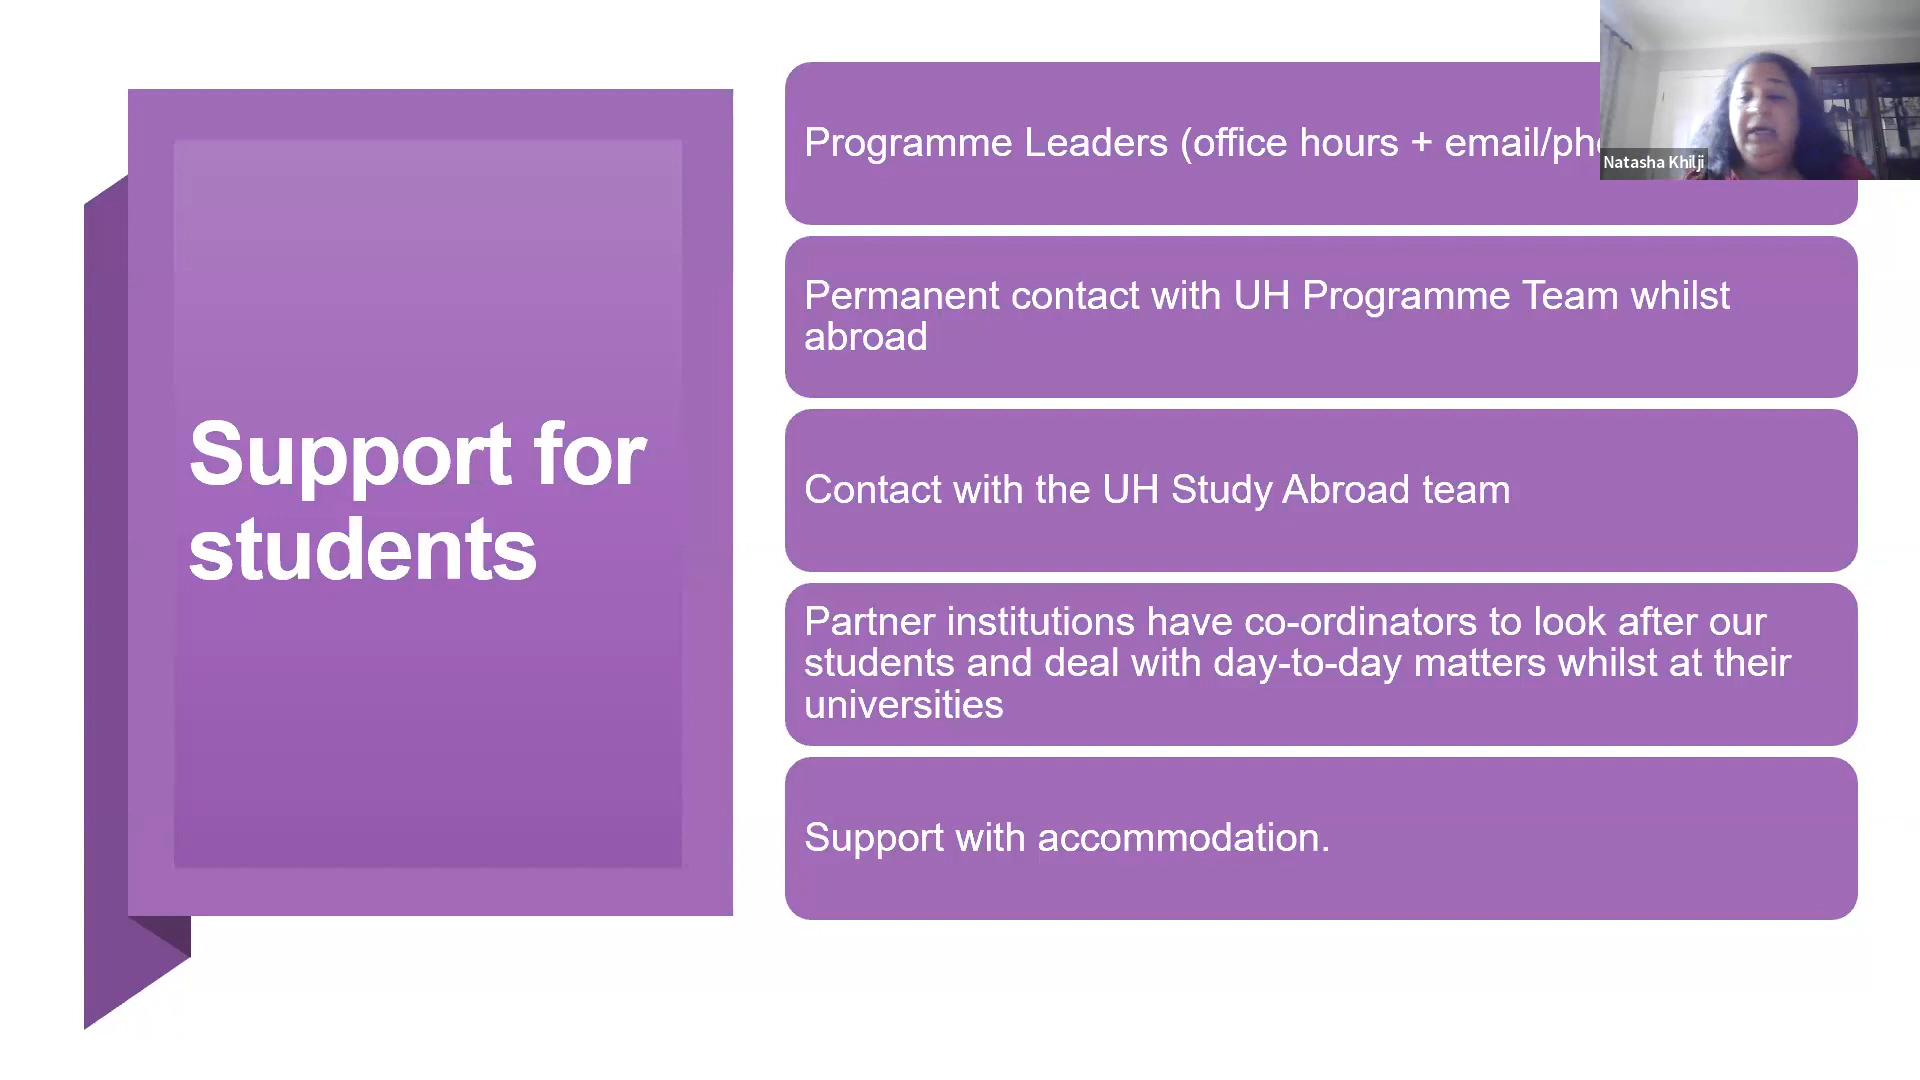 Support for
students
Programme Leaders (office hours + email/
Natasha Khilji
Permanent contact with UH Programme Team whilst
abroad
Contact with the UH Study Abroad team
Partner institutions have co-ordinators to look after our
students and deal with day-to-day matters whilst at their
universities
Support with accommodation.